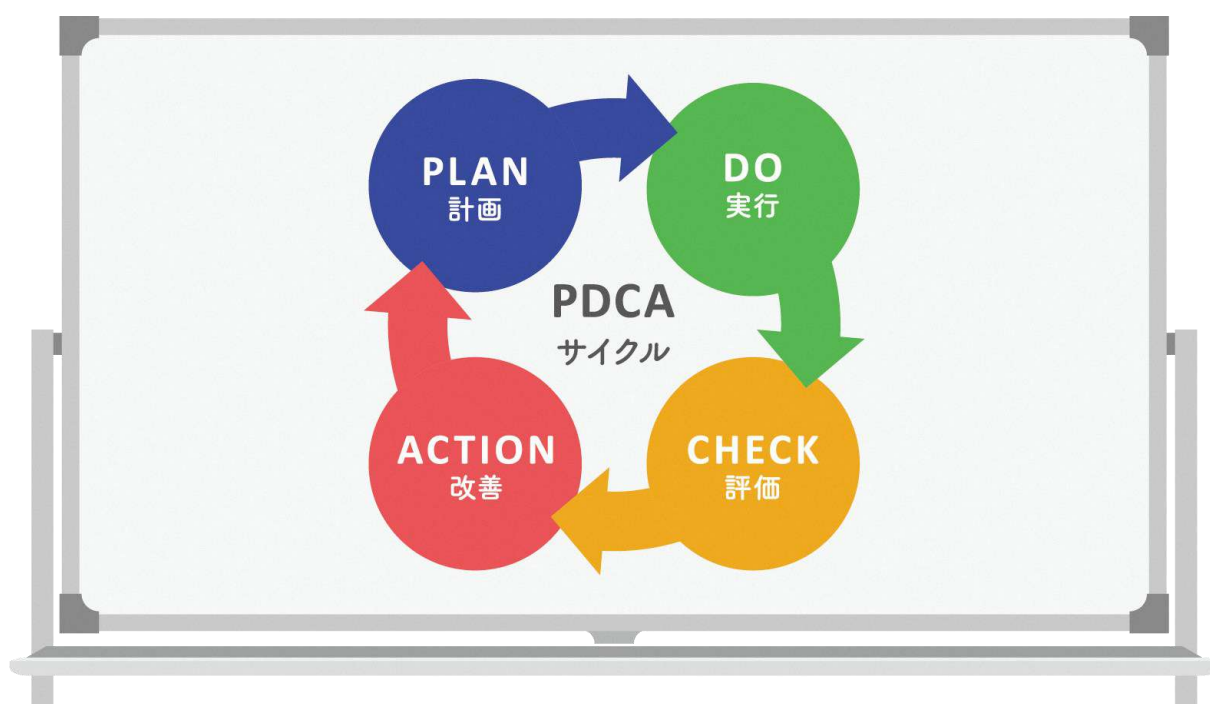 PLAN
計画
DO
実行
PDCA
サイクル
ACTION
改善
CHECK
評価